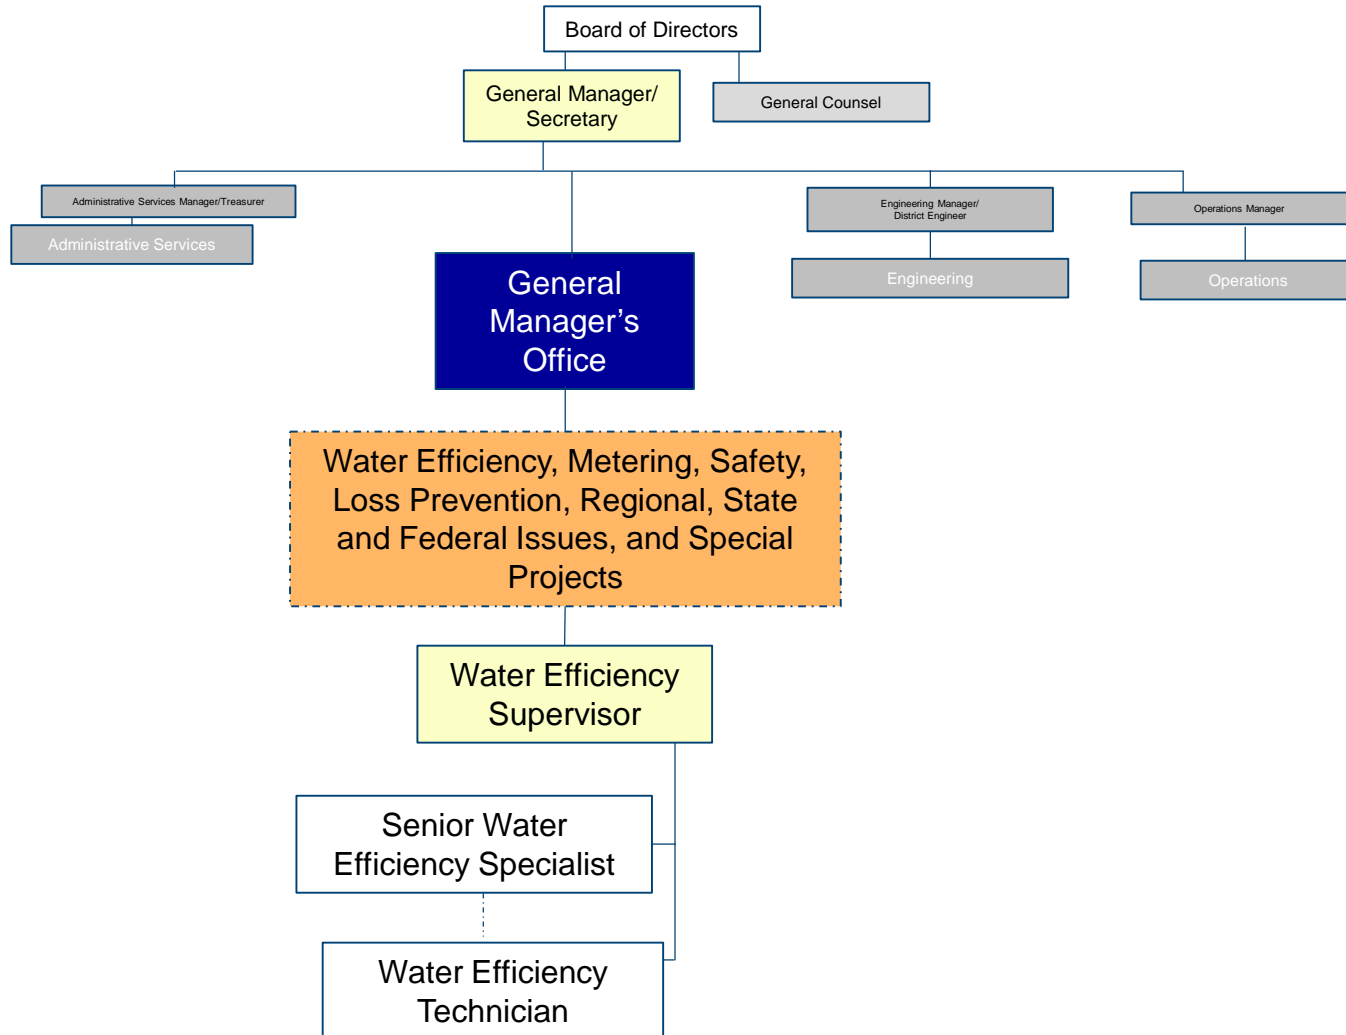 Board of Directors
General Manager/
Secretary
General Counsel
Administrative Services Manager/Treasurer
Administrative Services
Engineering Manager/
District Engineer
Engineering
Operations Manager
Operations
General
Manager’s
Office
Water Efficiency, Metering, Safety,
Loss Prevention, Regional, State
and Federal Issues, and Special
Projects
Water Efficiency
Supervisor
Senior Water
Efficiency Specialist
Water Efficiency
Technician